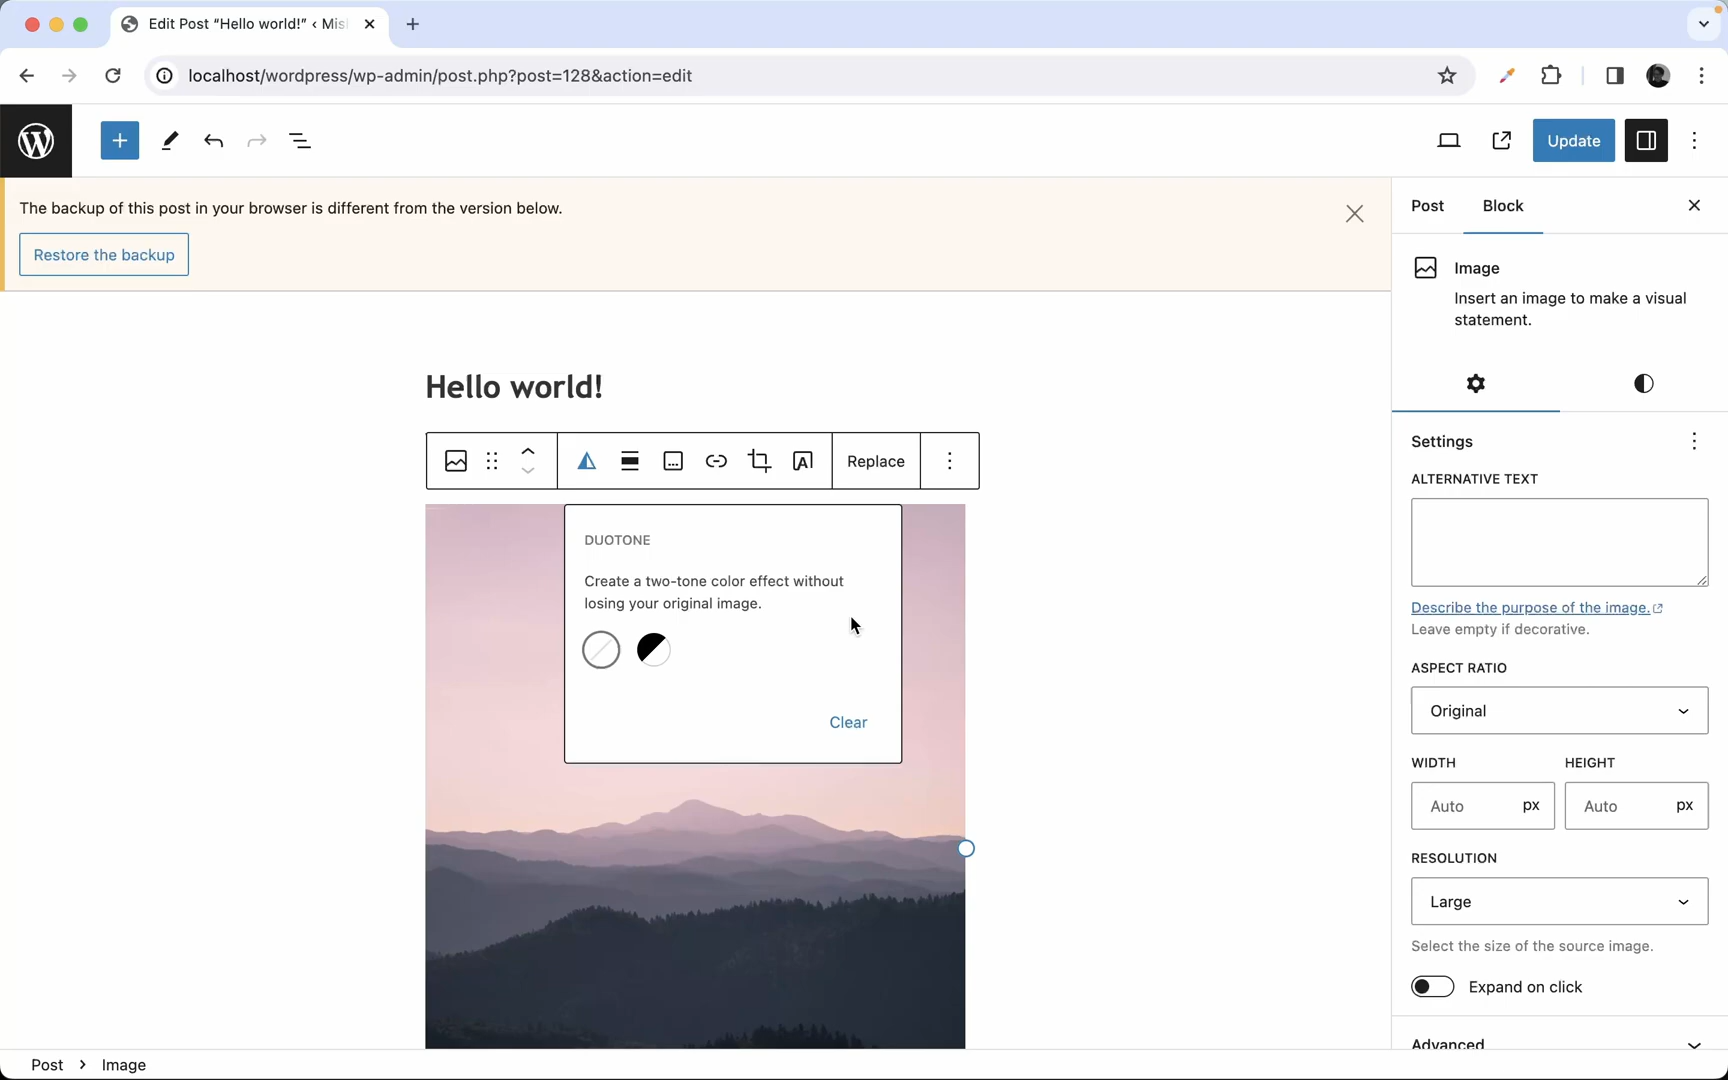 Edit Post “Hello world!” ‹ Mis
localhost/wordpress/wp-admin/post.php?post=128&action=edit
Update
The backup of this post in your browser is different from the version below.
Restore the backup
Post
Block
Image
Insert an image to make a visual
statement.
Hello world!
Replace
Settings
ALTERNATIVE TEXT
DUOTONE
Create a two-tone color effect without
losing your original image.
Clear
Describe the purpose of the image.
Leave empty if decorative.
ASPECT RATIO
Original
WIDTH
HEIGHT
Auto px
Auto px
RESOLUTION
Large
Select the size of the source image.
Expand on click
Advanced
Post › Image